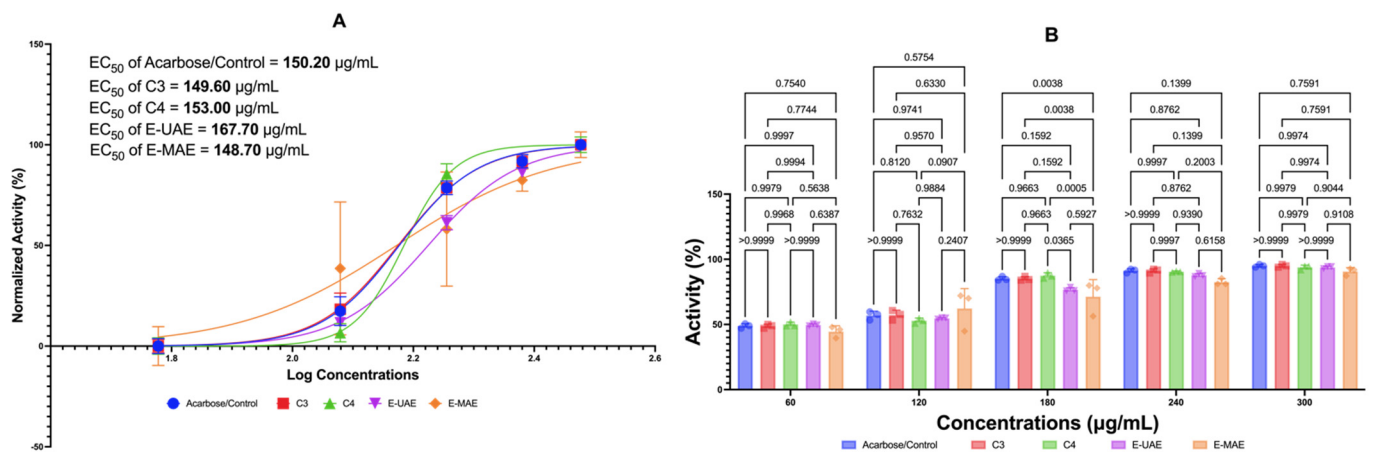 A
EC50 of Acarbose/Control = 150.20 µg/mL
EC50 of C3 = 149.60 µg/mL
EC50 of C4 = 153.00 µg/mL
EC50 of E-UAE = 167.70 µg/mL
EC50 of E-MAE = 148.70 µg/mL
Normalized Activity (%)
150
100
50
0
-50
1.8 2.0 2.2 2.4 2.6
Log Concentrations
Acarbose/Control C3 C4 E-UAE E-MAE
B
0.5754
0.7540 0.6330 0.0038 0.1399 0.7591
0.7744 0.9741 0.0038 0.8762 0.7591
0.9997 0.9570 0.1592 0.1399 0.9974
0.9994 0.8120 0.0907 0.1592 0.9997 0.2003 0.9974
0.9979 0.5638 0.9884 0.9663 0.0005 0.8762 0.9979 0.9044
0.9968 0.6387 0.7632 0.9663 0.5927 >0.9999 0.9390 0.9979 0.9108
>0.9999 >0.9999 >0.9999 0.2407 >0.9999 0.0365 0.9997 0.6158 >0.9999 >0.9999
Activity (%)
150
100
50
0
60 120 180 240 300
Concentrations (µg/mL)
Acarbose/Control C3 C4 E-UAE E-MAE